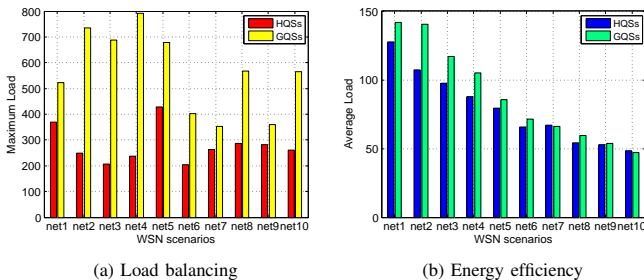 800
700
600
500
400
300
200
100
0
Maximum Load
HQSs
GQSs
net1 net2 net3 net4 net5 net6 net7 net8 net9 net10
WSN scenarios
(a) Load balancing
150
100
50
0
Average Load
HQSs
GQSs
net1 net2 net3 net4 net5 net6 net7 net8 net9 net10
WSN scenarios
(b) Energy efficiency